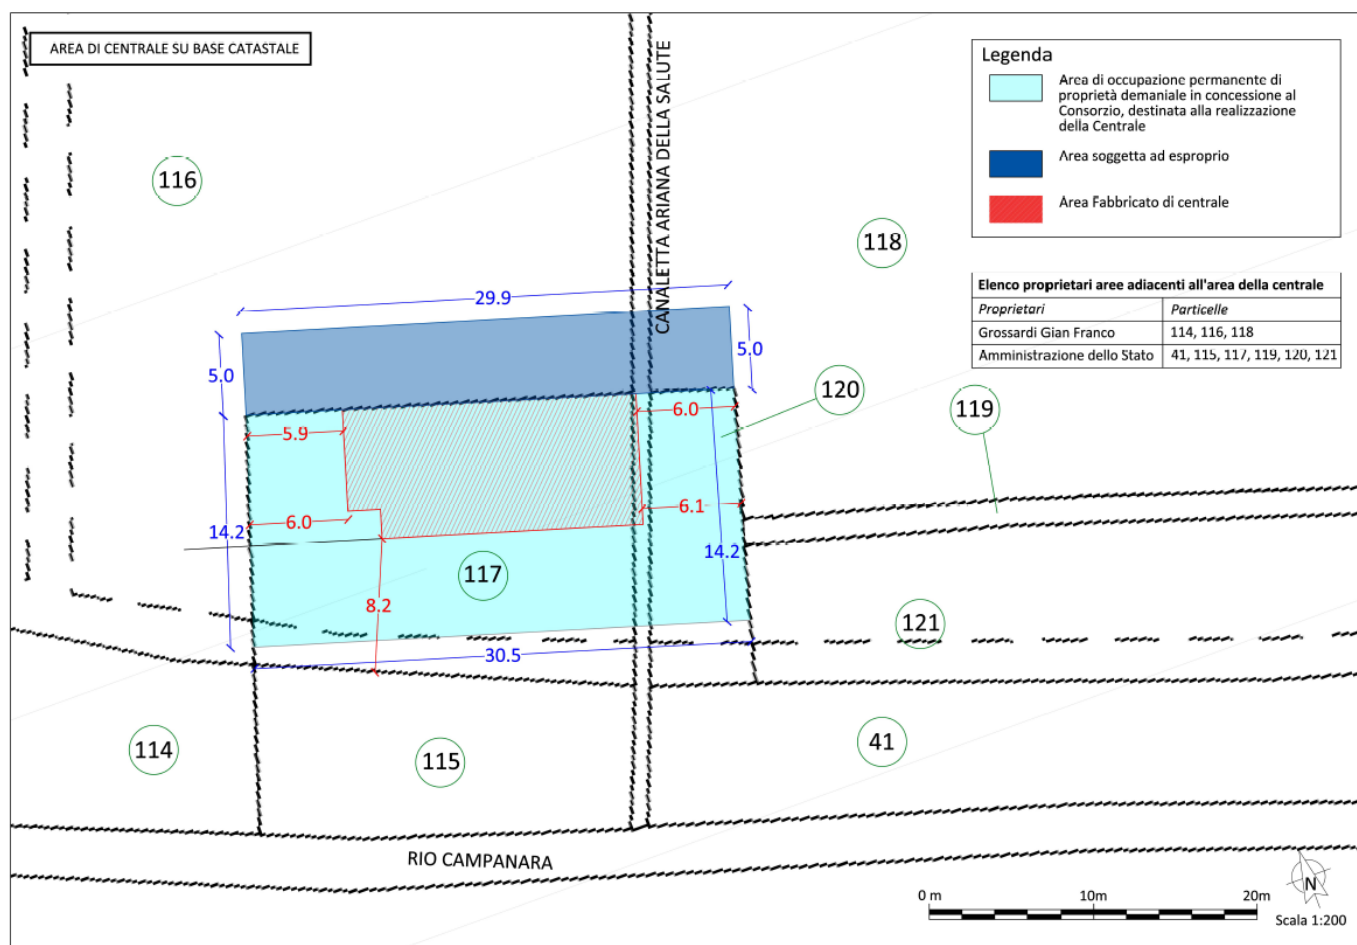 AREA DI CENTRALE SU BASE CATASTALE
CANALETTA ARIANA DELLA SALUTE
Legenda
Area di occupazione permanente di
proprietà demaniale in concessione al
Consorzio, destinata alla realizzazione
della Centrale
Area soggetta ad esproprio
Area Fabbricato di centrale
116
118
Elenco proprietari aree adiacenti all'area della centrale
Proprietari Particelle
Grossardi Gian Franco 114, 116, 118
Amministrazione dello Stato 41, 115, 117, 119, 120, 121
29.9
5.0
5.0
120
119
6.0
5.9
6.1
6.0
14.2
14.2
117
8.2
121
30.5
114
115
41
RIO CAMPANARA
0 m 10m 20m
N
Scala 1:200